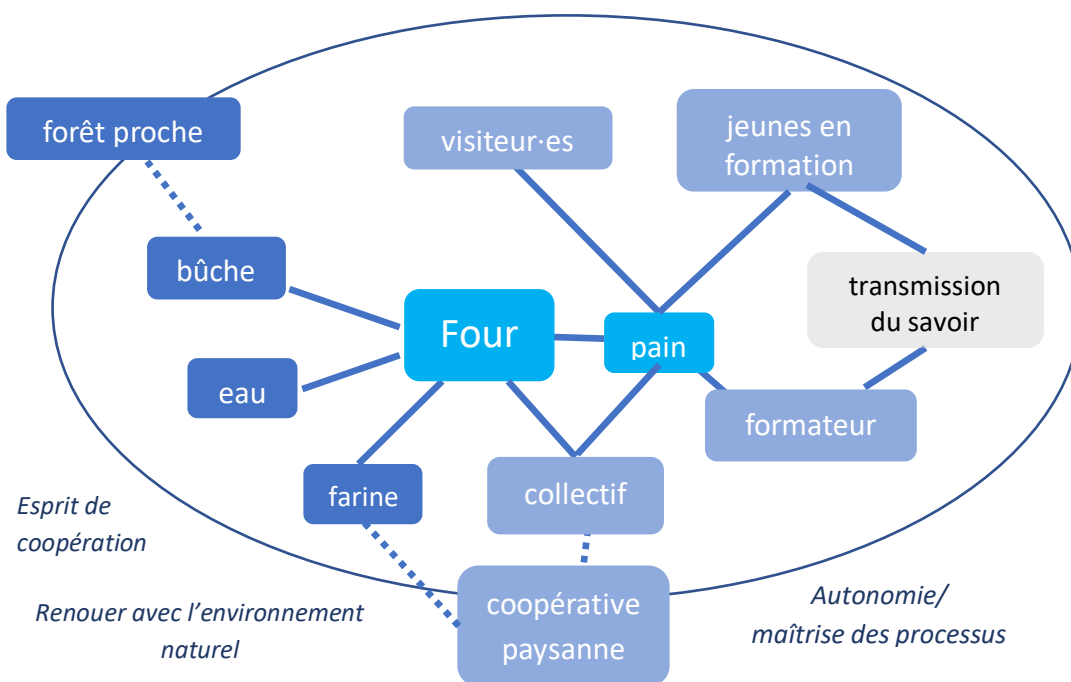 forêt proche
visiteur·es
jeunes en
formation
bûche
transmission
du savoir
Four
pain
eau
formateur
farine
collectif
Esprit de
coopération
coopérative
paysanne
Renouer avec l’environnement
naturel
Autonomie/
maîtrise des processus